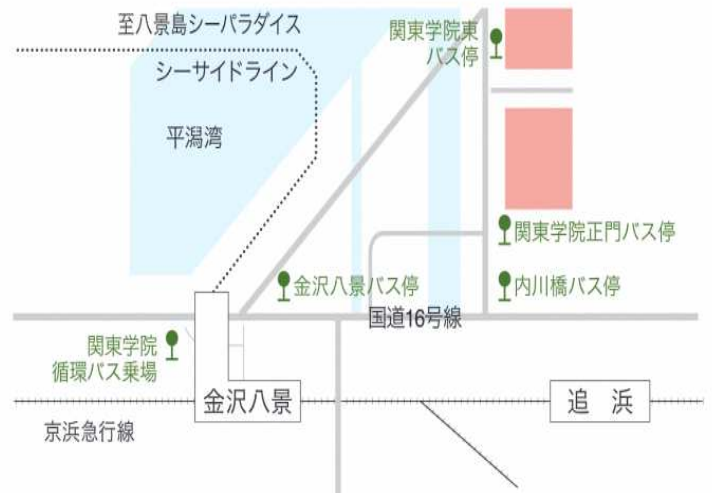 至八景島シーパラダイス
シーサイドライン
平潟湾
関東学院東
バス停
関東学院正門バス停
金沢八景バス停
内川橋バス停
国道16号線
関東学院
循環バス乗場
金沢八景
追 浜
京浜急行線